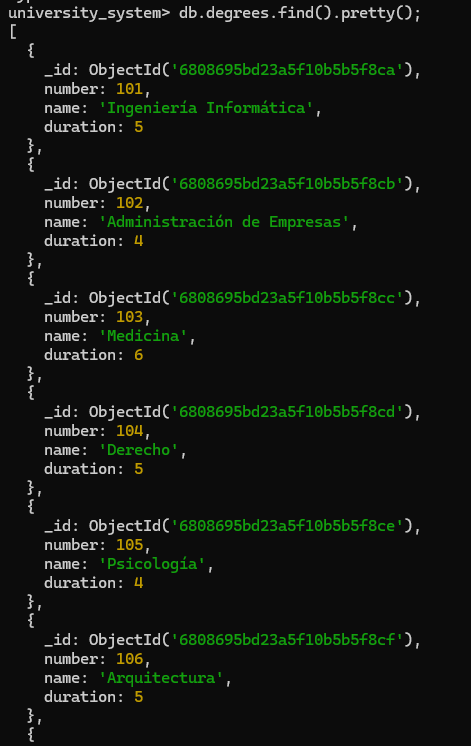 university_system> db.degrees.find().pretty();
[
  {
    _id: ObjectId('6808695bd23a5f10b5b5f8ca'),
    number: 101,
    name: 'Ingeniería Informática',
    duration: 5
  },
  {
    _id: ObjectId('6808695bd23a5f10b5b5f8cb'),
    number: 102,
    name: 'Administración de Empresas',
    duration: 4
  },
  {
    _id: ObjectId('6808695bd23a5f10b5b5f8cc'),
    number: 103,
    name: 'Medicina',
    duration: 6
  },
  {
    _id: ObjectId('6808695bd23a5f10b5b5f8cd'),
    number: 104,
    name: 'Derecho',
    duration: 5
  },
  {
    _id: ObjectId('6808695bd23a5f10b5b5f8ce'),
    number: 105,
    name: 'Psicología',
    duration: 4
  },
  {
    _id: ObjectId('6808695bd23a5f10b5b5f8cf'),
    number: 106,
    name: 'Arquitectura',
    duration: 5
  },
  {